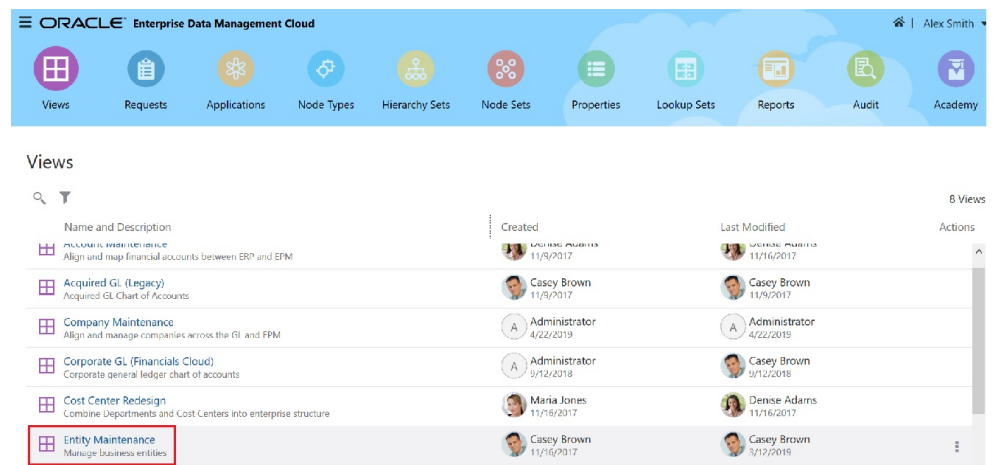 ORACLE® Enterprise Data Management Cloud
Alex Smith
Views
Requests
Applications
Node Types
Hierarchy Sets
Node Sets
Properties
Lookup Sets
Reports
Audit
Academy
Views
8 Views
Name and Description
Created
Last Modified
Actions
Account Maintenance
Denise Adams
Denise Adams
Align and map financial accounts between ERP and EPM
11/9/2017
11/16/2017
Acquired GL (Legacy)
Casey Brown
Casey Brown
Acquired GL Chart of Accounts
11/9/2017
11/9/2017
Company Maintenance
A
Administrator
A
Administrator
Align and manage companies across the GL and EPM
4/22/2019
4/22/2019
Corporate GL (Financials Cloud)
A
Administrator
Casey Brown
Corporate general ledger chart of accounts
9/12/2018
9/12/2018
Cost Center Redesign
Maria Jones
Denise Adams
Combine Departments and Cost Centers into enterprise structure
11/16/2017
11/16/2017
Entity Maintenance
Casey Brown
Casey Brown
Manage business entities
11/16/2017
3/12/2019